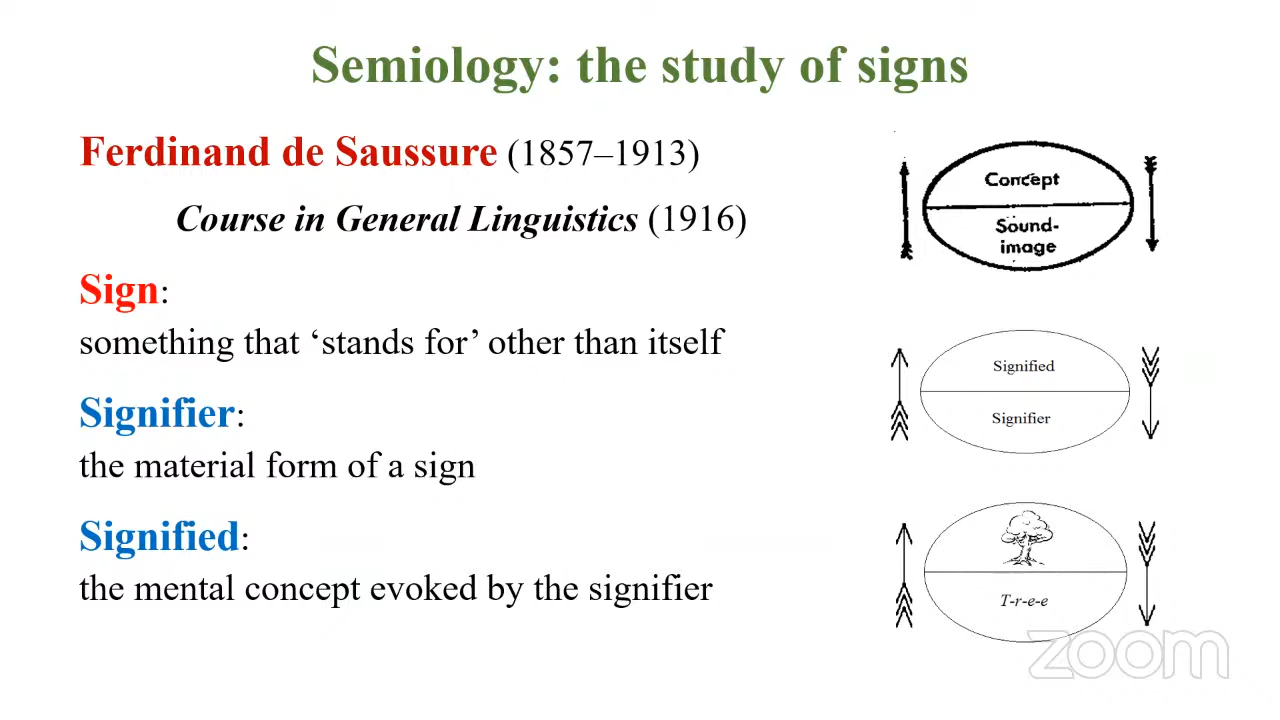 Semiology: the study of signs
Ferdinand de Saussure (1857–1913)
Course in General Linguistics (1916)
Sign:
something that ‘stands for’ other than itself
Signifier:
the material form of a sign
Signified:
the mental concept evoked by the signifier
Concept
Sound-
image
Signified
Signifier
T-r-e-e
zoom